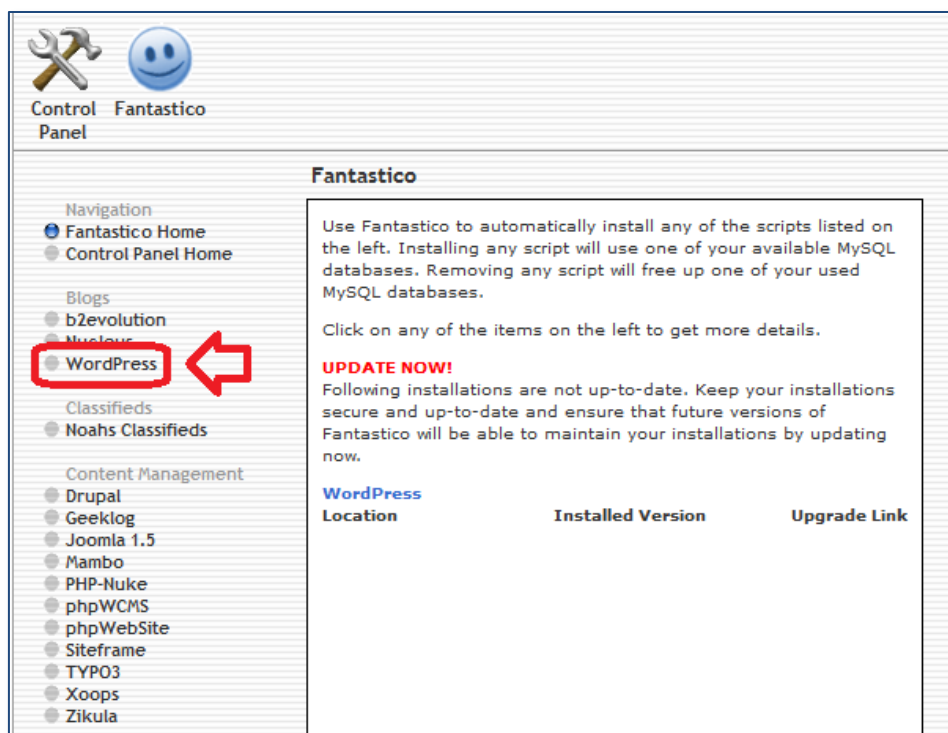 Control Panel
Fantastico
Fantastico
Navigation
Fantastico Home
Control Panel Home
Blogs
b2evolution
Nucleus
WordPress
Classifieds
Noahs Classifieds
Content Management
Drupal
Geeklog
Joomla 1.5
Mambo
PHP-Nuke
phpWCMS
phpWebSite
Siteframe
TYPO3
Xoops
Zikula
Use Fantastico to automatically install any of the scripts listed on
the left. Installing any script will use one of your available MySQL
databases. Removing any script will free up one of your used
MySQL databases.
Click on any of the items on the left to get more details.
UPDATE NOW!
Following installations are not up-to-date. Keep your installations
secure and up-to-date and ensure that future versions of
Fantastico will be able to maintain your installations by updating
now.
WordPress
Location Installed Version Upgrade Link